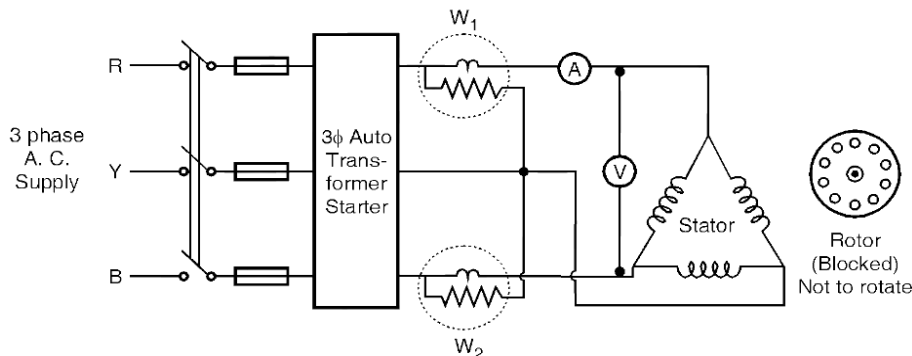 W1
R
A
3 phase
A. C.
Supply
Y
3ϕ Auto
Trans-
former
Starter
V
Stator
Rotor
(Blocked)
Not to rotate
B
W2